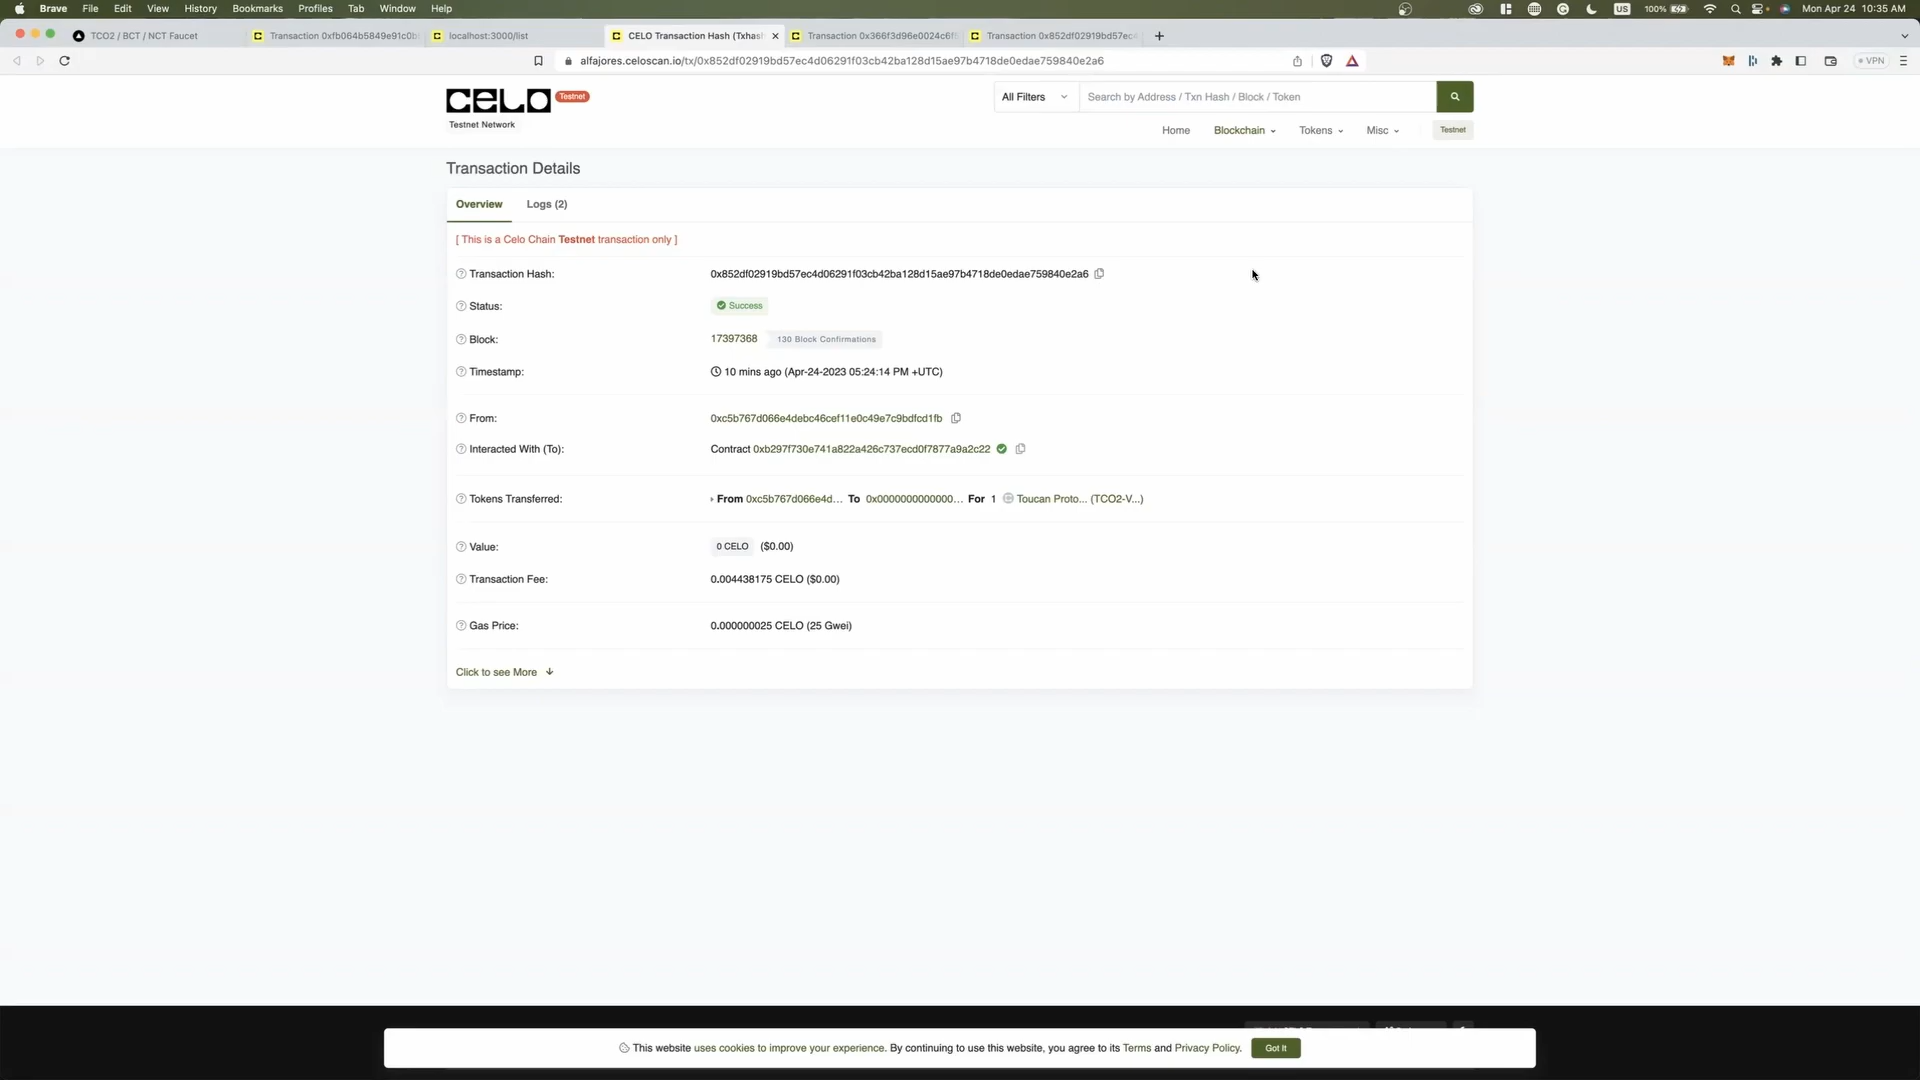 Brave File Edit View History Bookmarks Profiles Tab Window Help US 100% Mon Apr 24 10:35 AM
TCO2 / BCT / NCT Faucet Transaction 0xfb064b5849e91c0b localhost:3000/list CELO Transaction Hash (Txhas Transaction 0x366f3d96e0024c6f Transaction 0x852df02919bd57ec4
alfajores.celoscan.io/tx/0x852df02919bd57ec4d06291f03cb42ba128d15ae97b4718de0edae759840e2a6 VPN
CELO Testnet
Testnet Network
All Filters Search by Address / Txn Hash / Block / Token
Home Blockchain Tokens Misc Testnet
Transaction Details
Overview Logs (2)
[ This is a Celo Chain Testnet transaction only ]
Transaction Hash: 0x852df02919bd57ec4d06291f03cb42ba128d15ae97b4718de0edae759840e2a6
Status: Success
Block: 17397368 130 Block Confirmations
Timestamp: 10 mins ago (Apr-24-2023 05:24:14 PM +UTC)
From: 0xc5b767d066e4debc46cef11e0c49e7c9bdfcd1fb
Interacted With (To): Contract 0xb297f730e741a822a426c737ecd0f7877a9a2c22
Tokens Transferred: From 0xc5b767d066e4d... To 0x0000000000000... For 1 Toucan Proto... (TCO2-V...)
Value: 0 CELO ($0.00)
Transaction Fee: 0.004438175 CELO ($0.00)
Gas Price: 0.000000025 CELO (25 Gwei)
Click to see More
This website uses cookies to improve your experience. By continuing to use this website, you agree to its Terms and Privacy Policy. Got It